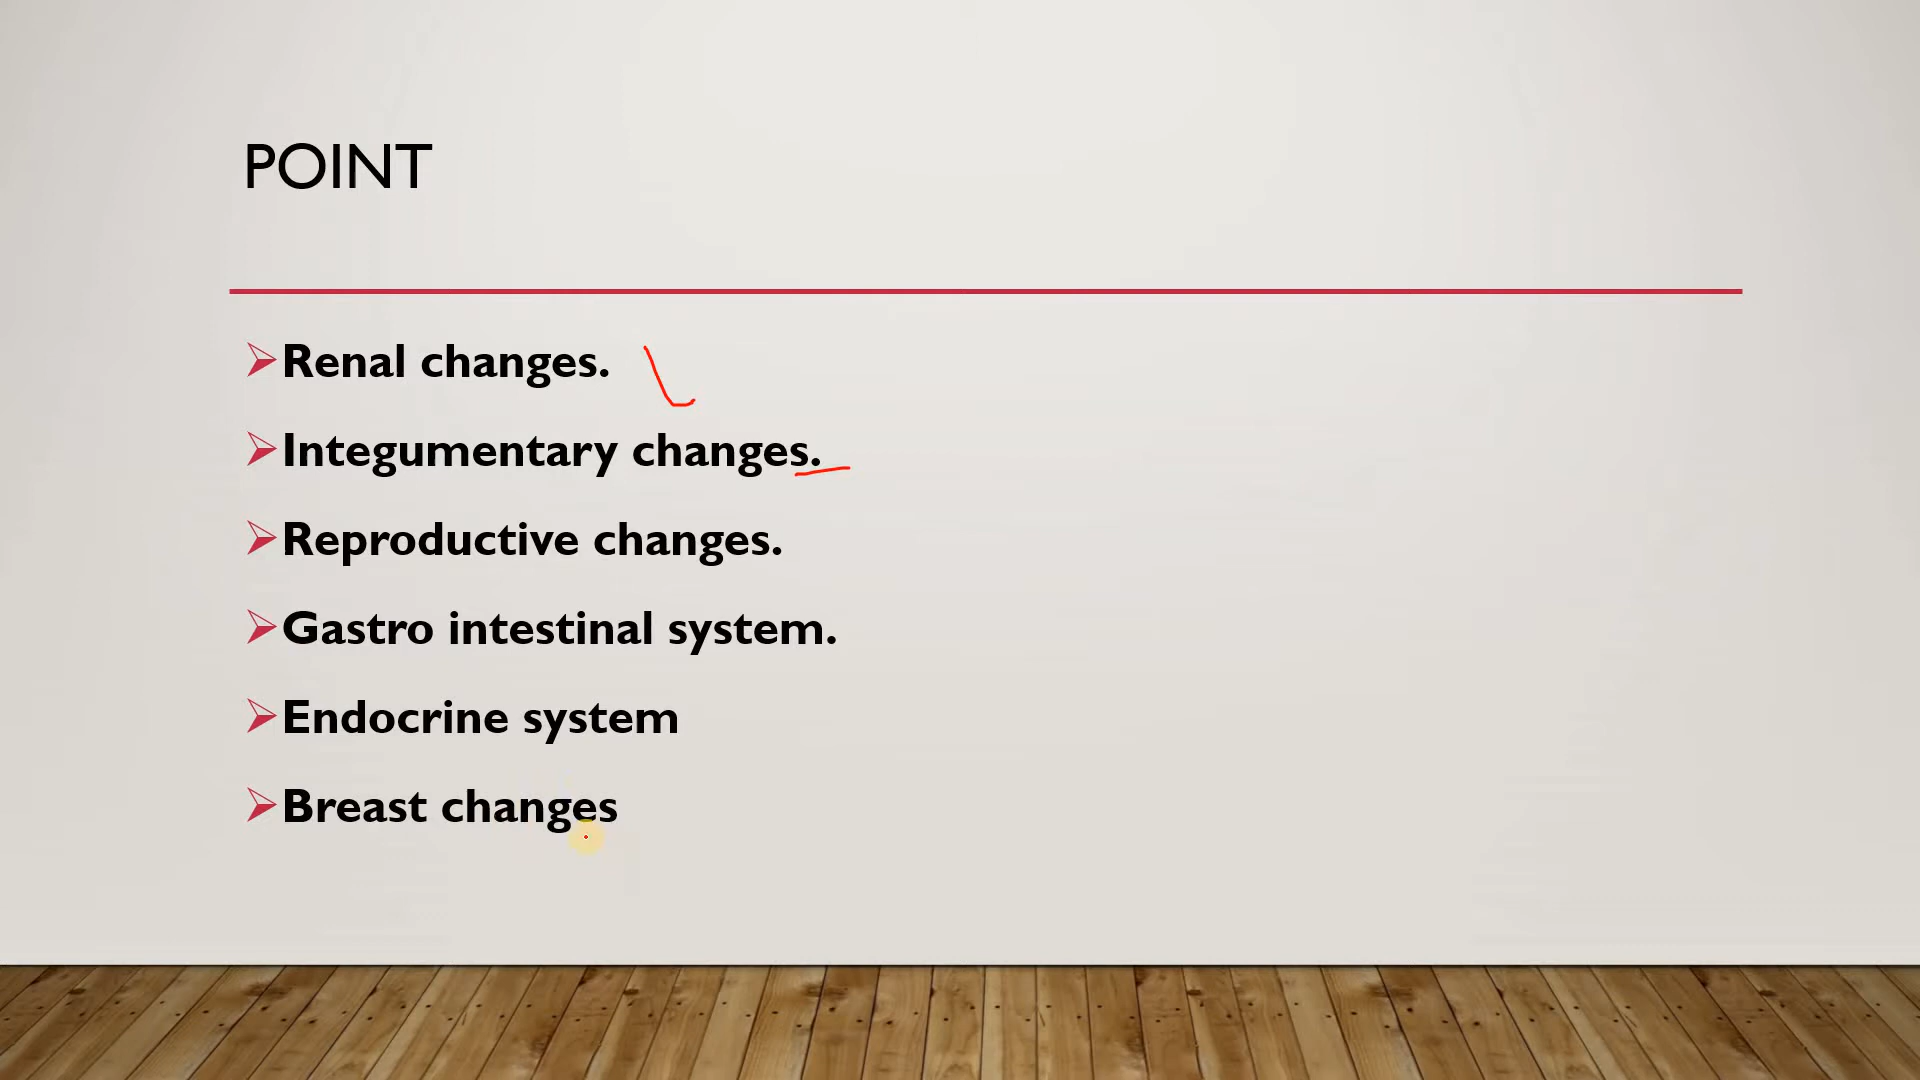 POINT
Renal changes.
Integumentary changes.
Reproductive changes.
Gastro intestinal system.
Endocrine system
Breast changes